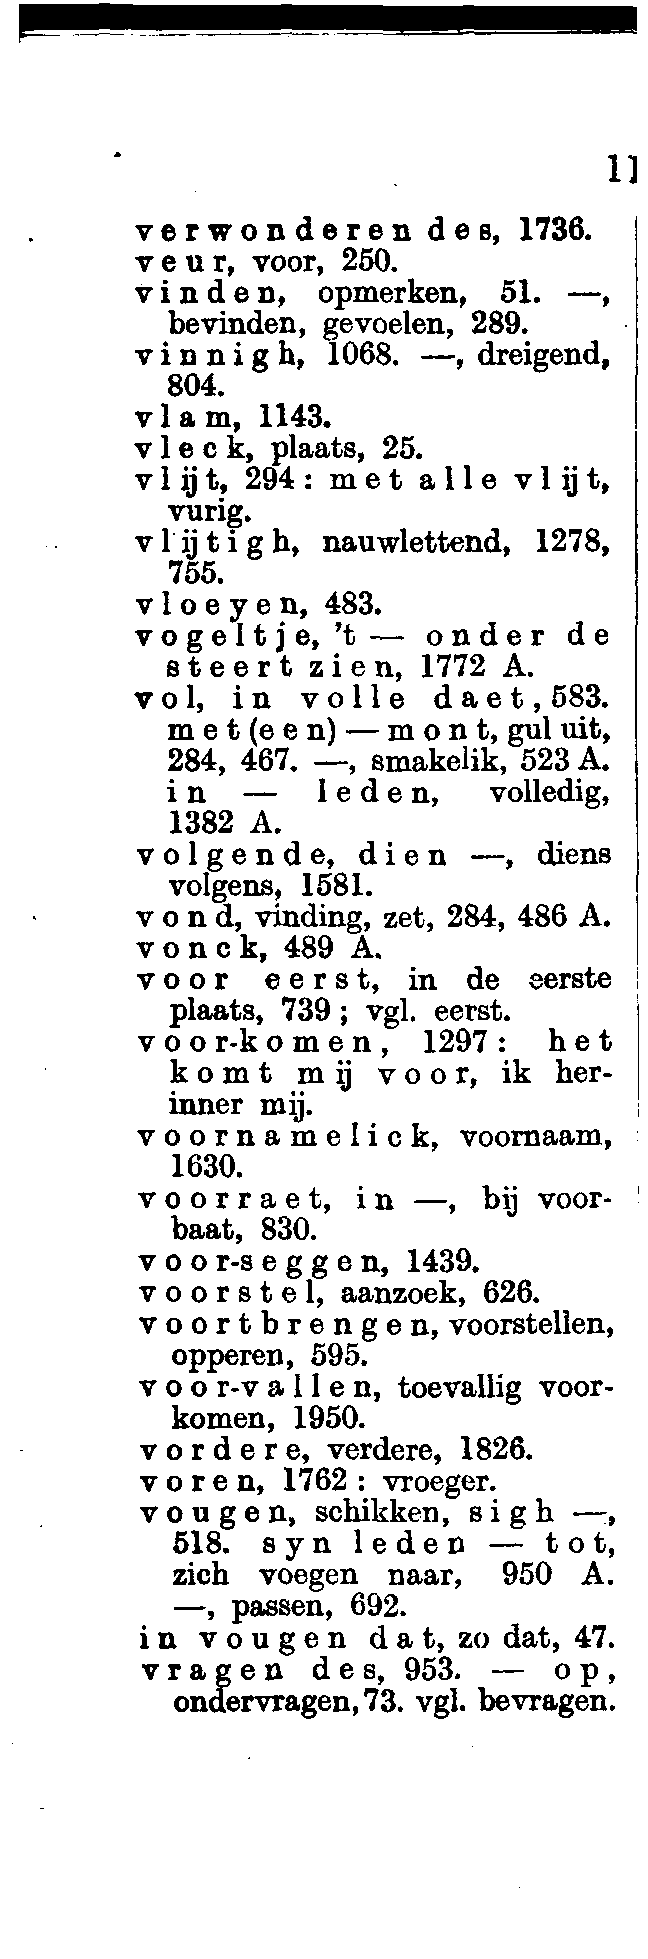 verwonderen des, 1736.
veur, voor, 250.
vinden, opmerken, 51. —,
bevinden, gevoelen, 289.
vinnigh, 1068. —, dreigend,
804.
vlam, 1143.
vleck, plaats, 25.
vlijt, 294: met alle vlijt,
vurig.
vlijtigh, nauwlettend, 1278,
755.
vloeyen, 483.
vogeltje, 't — onder de
steert zien, 1772 A.
vol, in volle daet, 583.
met (een) — mont, gul uit,
284, 467. —, smakelik, 523 A.
in — leden, volledig,
1382 A.
volgende, dien —, diens
volgens, 1581.
vond, vinding, zet, 284, 486 A.
vonck, 489 A.
voor eerst, in de eerste
plaats, 739; vgl. eerst.
voor-komen, 1297: het
komt mij voor, ik her-
inner mij.
voornamelick, voornaam,
1630.
voorraet, in —, bij voor-
baat, 830.
voor-seggen, 1439.
voorstel, aanzoek, 626.
voortbrengen, voorstellen,
opperen, 595.
voor-vallen, toevallig voor-
komen, 1950.
vordere, verdere, 1826.
voren, 1762: vroeger.
vougen, schikken, sigh —,
518. syn leden — tot,
zich voegen naar, 950 A.
—, passen, 692.
in vougen dat, zo dat, 47.
vragen des, 953. — op,
ondervragen, 73. vgl. bevragen.